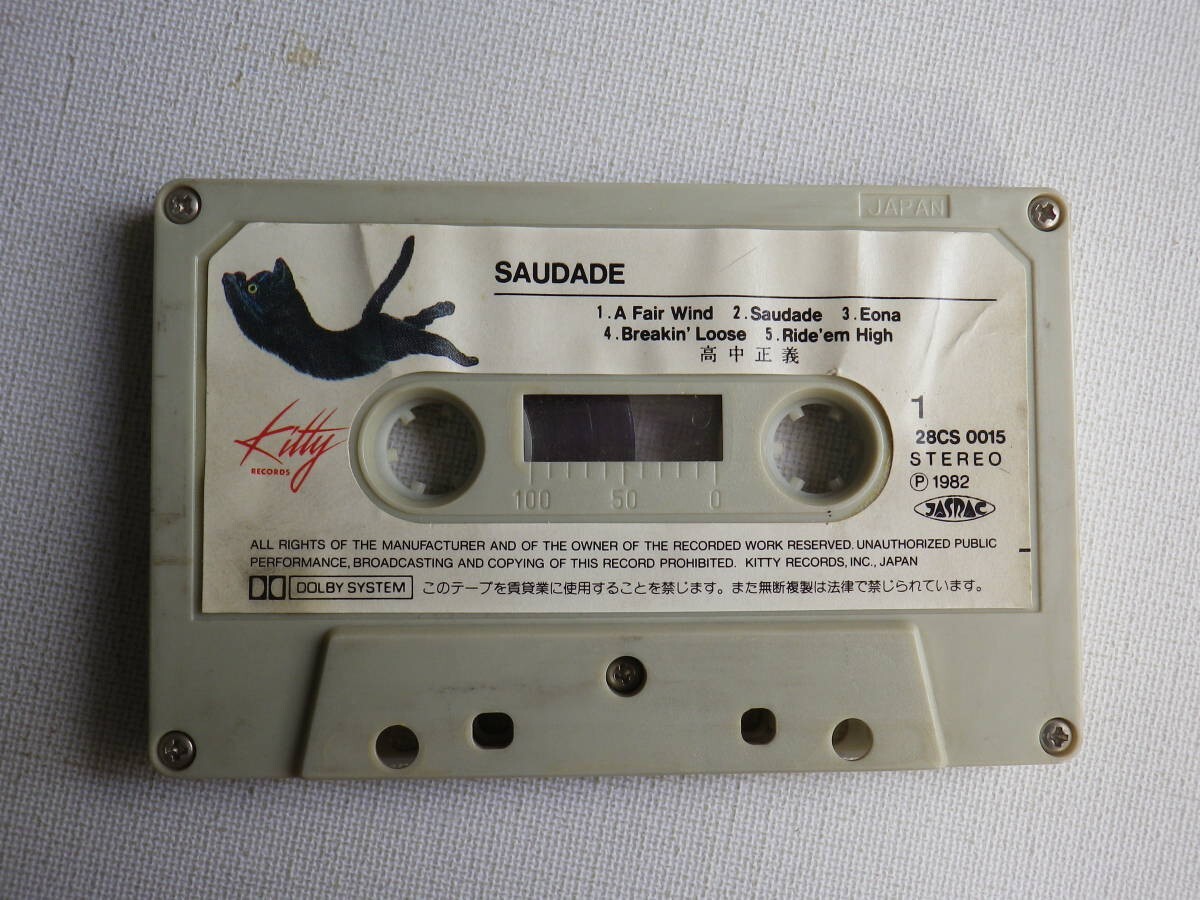 JAPAN
SAUDADE
1.A Fair Wind 2.Saudade 3.Eona
4.Breakin' Loose 5.Ride'em High
高中正義
Kitty
RECORDS
1
28CS 0015
STEREO
Ⓟ 1982
JASRAC
100 50 0
ALL RIGHTS OF THE MANUFACTURER AND OF THE OWNER OF THE RECORDED WORK RESERVED. UNAUTHORIZED PUBLIC
PERFORMANCE, BROADCASTING AND COPYING OF THIS RECORD PROHIBITED. KITTY RECORDS, INC., JAPAN
DOLBY SYSTEM このテープを賃貸業に使用することを禁じます。また無断複製は法律で禁じられています。